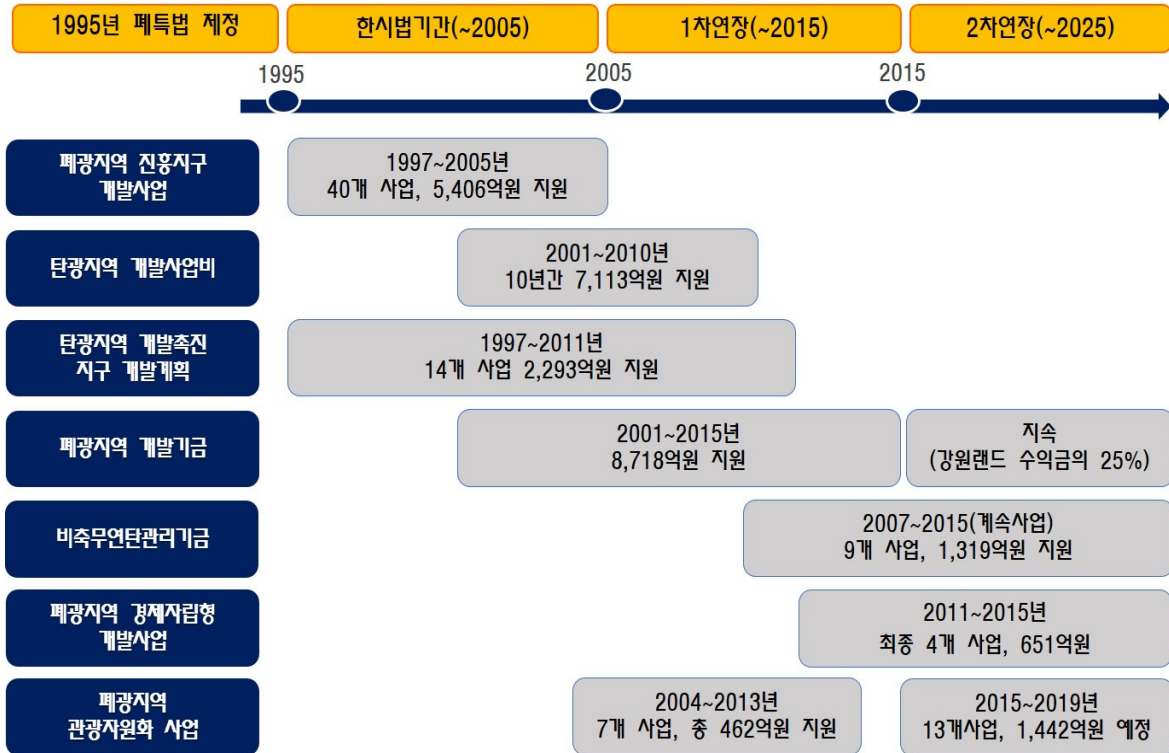 1995년 폐특법 제정
한시법기간(~2005)
1차연장(~2015)
2차연장(~2025)
1995
2005
2015
폐광지역 진흥지구
개발사업
1997~2005년
40개 사업, 5,406억원 지원
탄광지역 개발사업비
2001~2010년
10년간 7,113억원 지원
탄광지역 개발촉진
지구 개발계획
1997~2011년
14개 사업 2,293억원 지원
폐광지역 개발기금
2001~2015년
8,718억원 지원
지속
(강원랜드 수익금의 25%)
비축무연탄관리기금
2007~2015(계속사업)
9개 사업, 1,319억원 지원
폐광지역 경제자립형
개발사업
2011~2015년
최종 4개 사업, 651억원
폐광지역
관광자원화 사업
2004~2013년
7개 사업, 총 462억원 지원
2015~2019년
13개사업, 1,442억원 예정